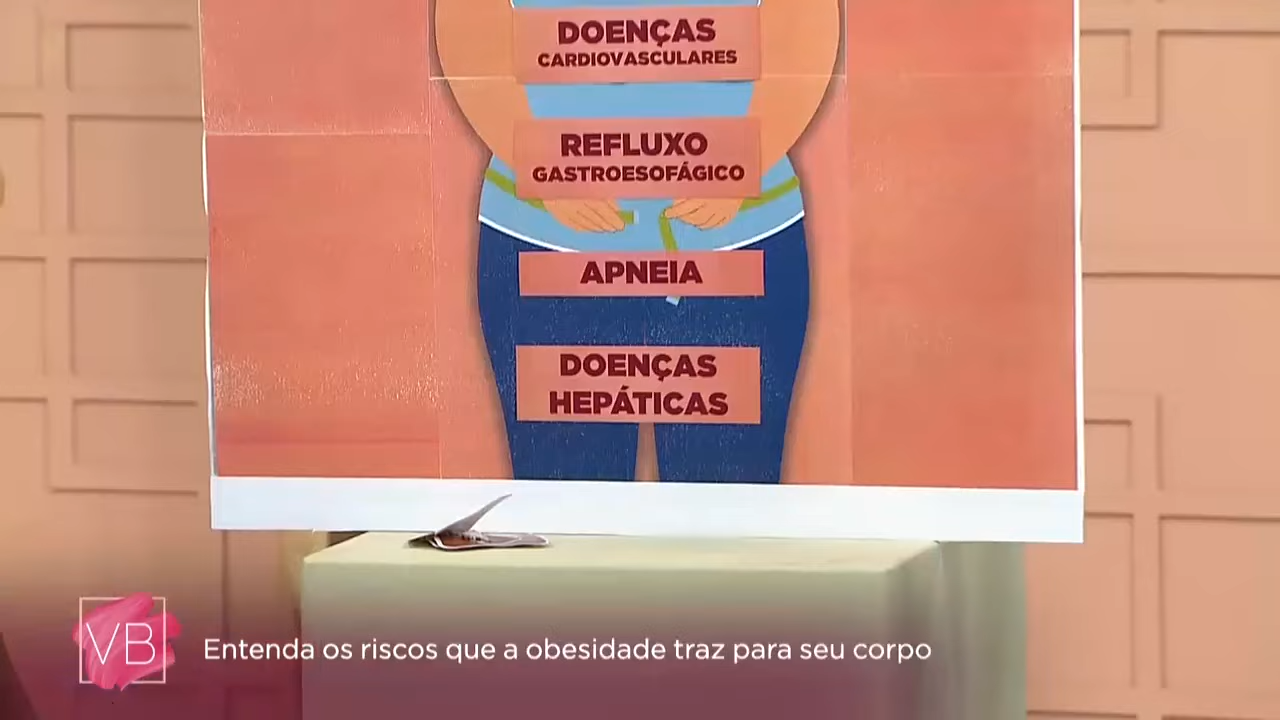 DOENÇAS
CARDIOVASCULARES
REFLUXO
GASTROESOFÁGICO
APNEIA
DOENÇAS
HEPÁTICAS
VB
Entenda os riscos que a obesidade traz para seu corpo